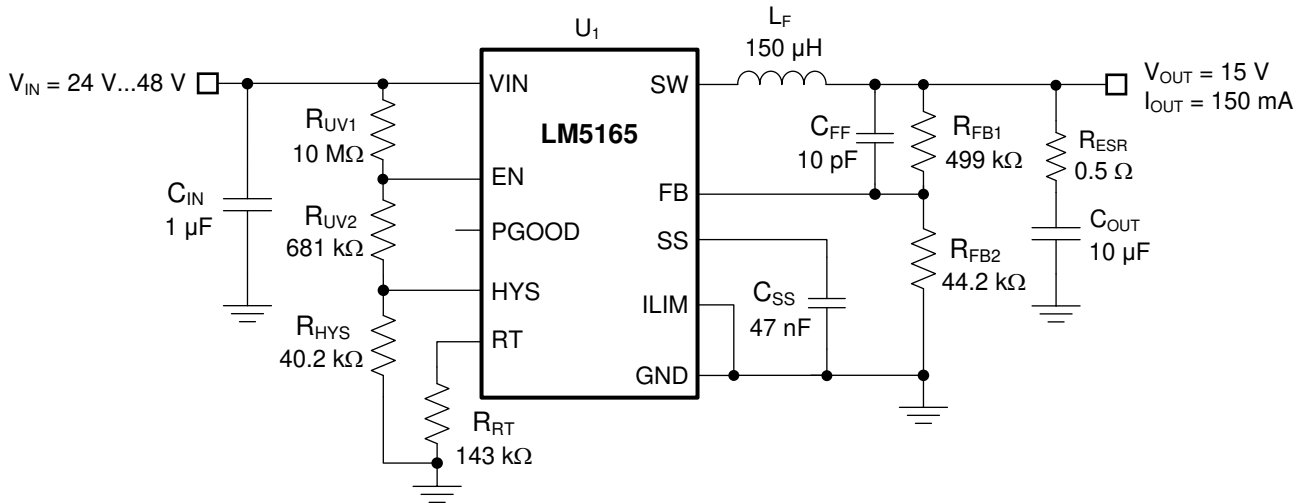 U1
LF
150 µH
VIN = 24 V...48 V
VIN
SW
VOUT = 15 V
IOUT = 150 mA
RUV1
10 MΩ
LM5165
CFF
10 pF
RFB1
499 kΩ
RESR
0.5 Ω
EN
FB
CIN
1 µF
RUV2
681 kΩ
PGOOD
SS
RFB2
44.2 kΩ
COUT
10 µF
HYS
ILIM
CSS
47 nF
RHYS
40.2 kΩ
RT
GND
RRT
143 kΩ